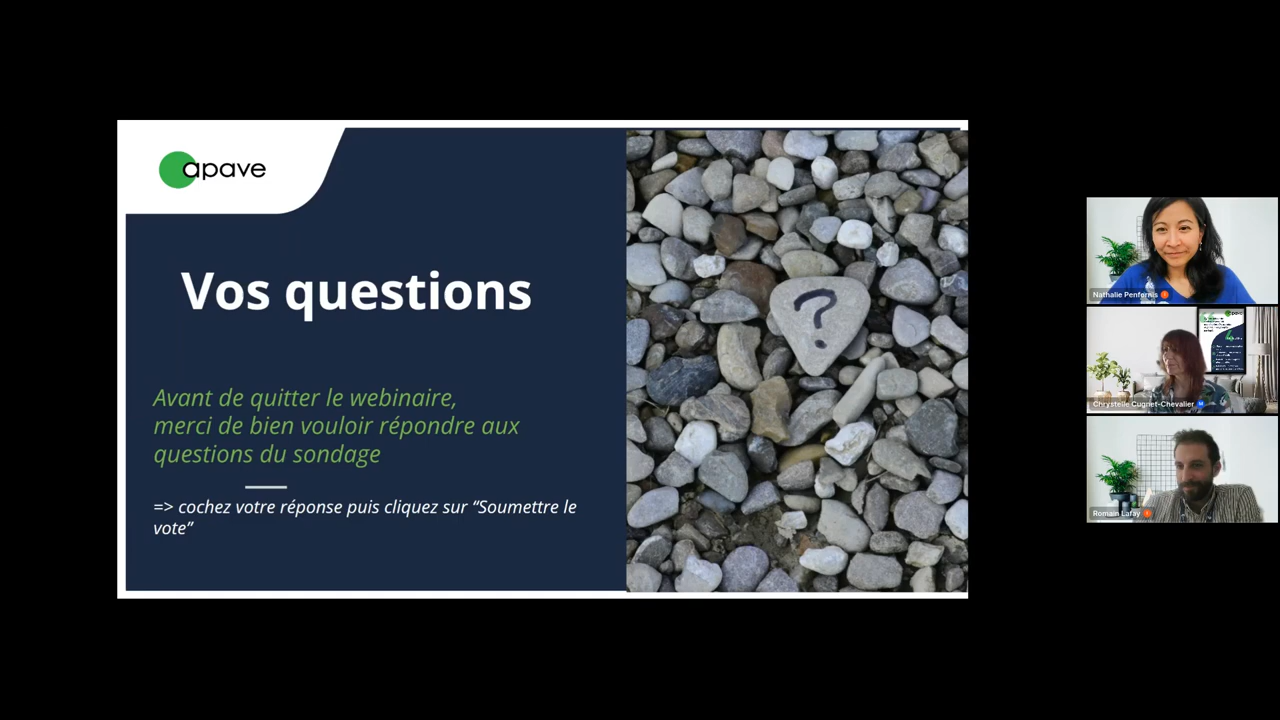 apave
Vos questions
?
Avant de quitter le webinaire,
merci de bien vouloir répondre aux
questions du sondage
=> cochez votre réponse puis cliquez sur “Soumettre le
vote”
Nathalie Penfornis
Chrystelle Cugnet-Chevalier
Romain Lafay